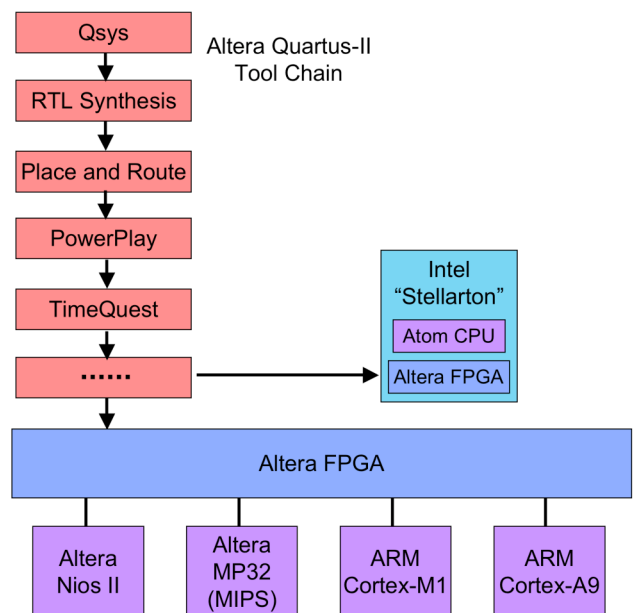 Qsys
Altera Quartus-II
Tool Chain
RTL Synthesis
Place and Route
PowerPlay
TimeQuest
......
Intel
“Stellarton”
Atom CPU
Altera FPGA
Altera FPGA
Altera
Nios II
Altera
MP32
(MIPS)
ARM
Cortex-M1
ARM
Cortex-A9